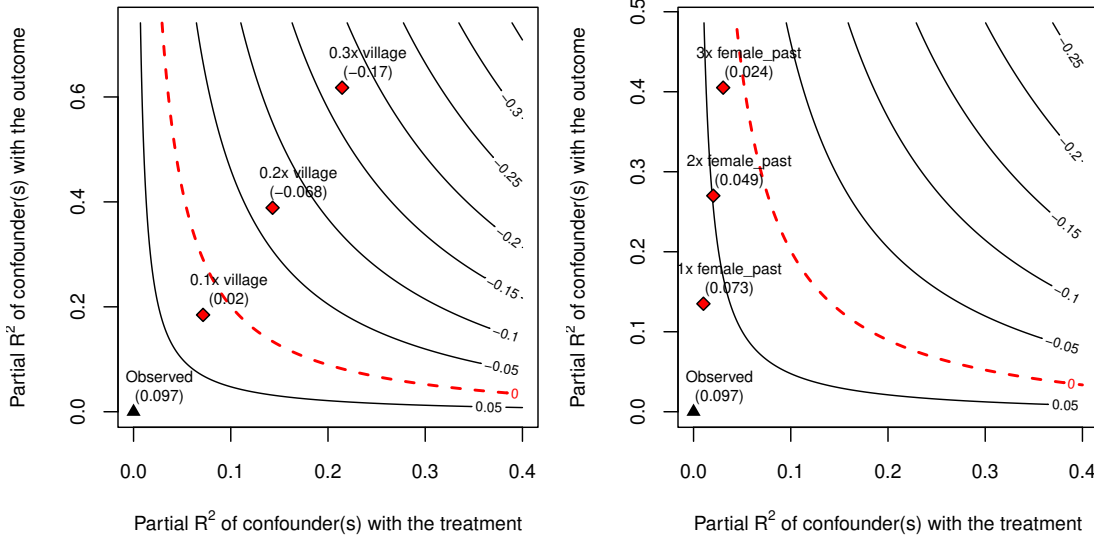 Partial R² of confounder(s) with the outcome
0.6
0.4
0.2
0.0
0.3x village
(−0.17)
0.2x village
(−0.068)
0.1x village
(0.02)
Observed
(0.097)
−0.3
−0.25
−0.2
−0.15
−0.1
−0.05
0
0.05
0.0 0.1 0.2 0.3 0.4
Partial R² of confounder(s) with the treatment
Partial R² of confounder(s) with the outcome
0.5
0.4
0.3
0.2
0.1
0.0
3x female_past
(0.024)
2x female_past
(0.049)
1x female_past
(0.073)
Observed
(0.097)
−0.25
−0.2
−0.15
−0.1
−0.05
0
0.05
0.0 0.1 0.2 0.3 0.4
Partial R² of confounder(s) with the treatment